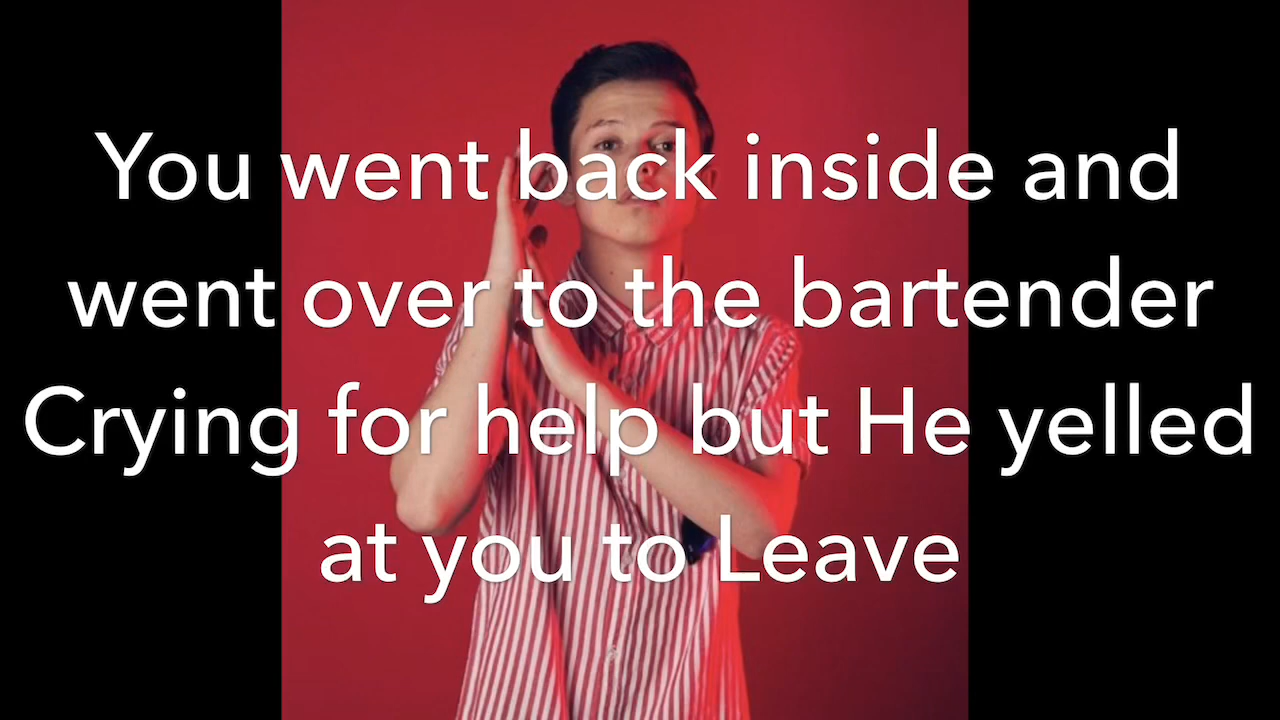 You went back inside and
went over to the bartender
Crying for help but He yelled
at you to Leave